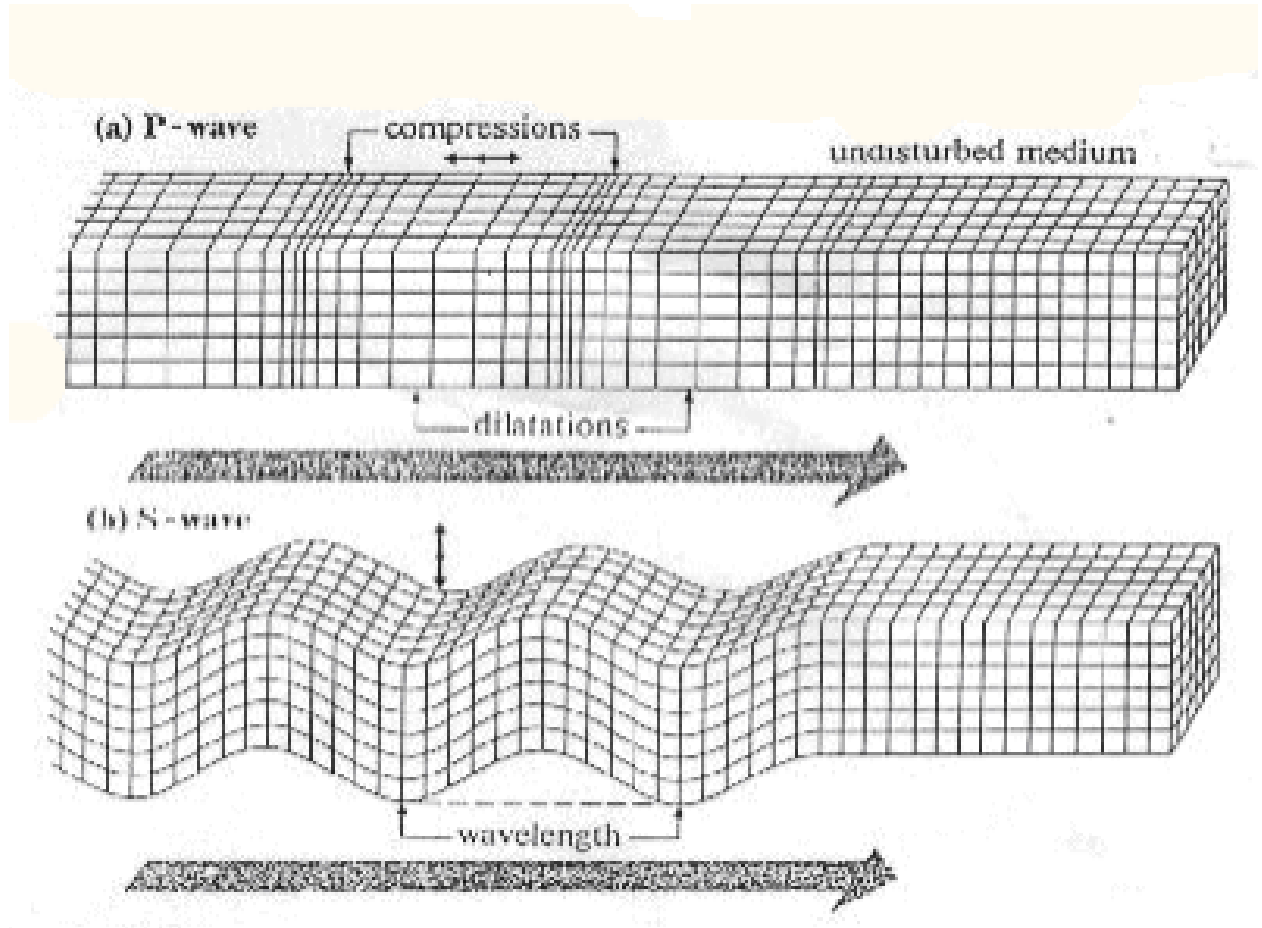 (a) P-wave
compressions
undisturbed medium
dilatations
(b) S-wave
wavelength